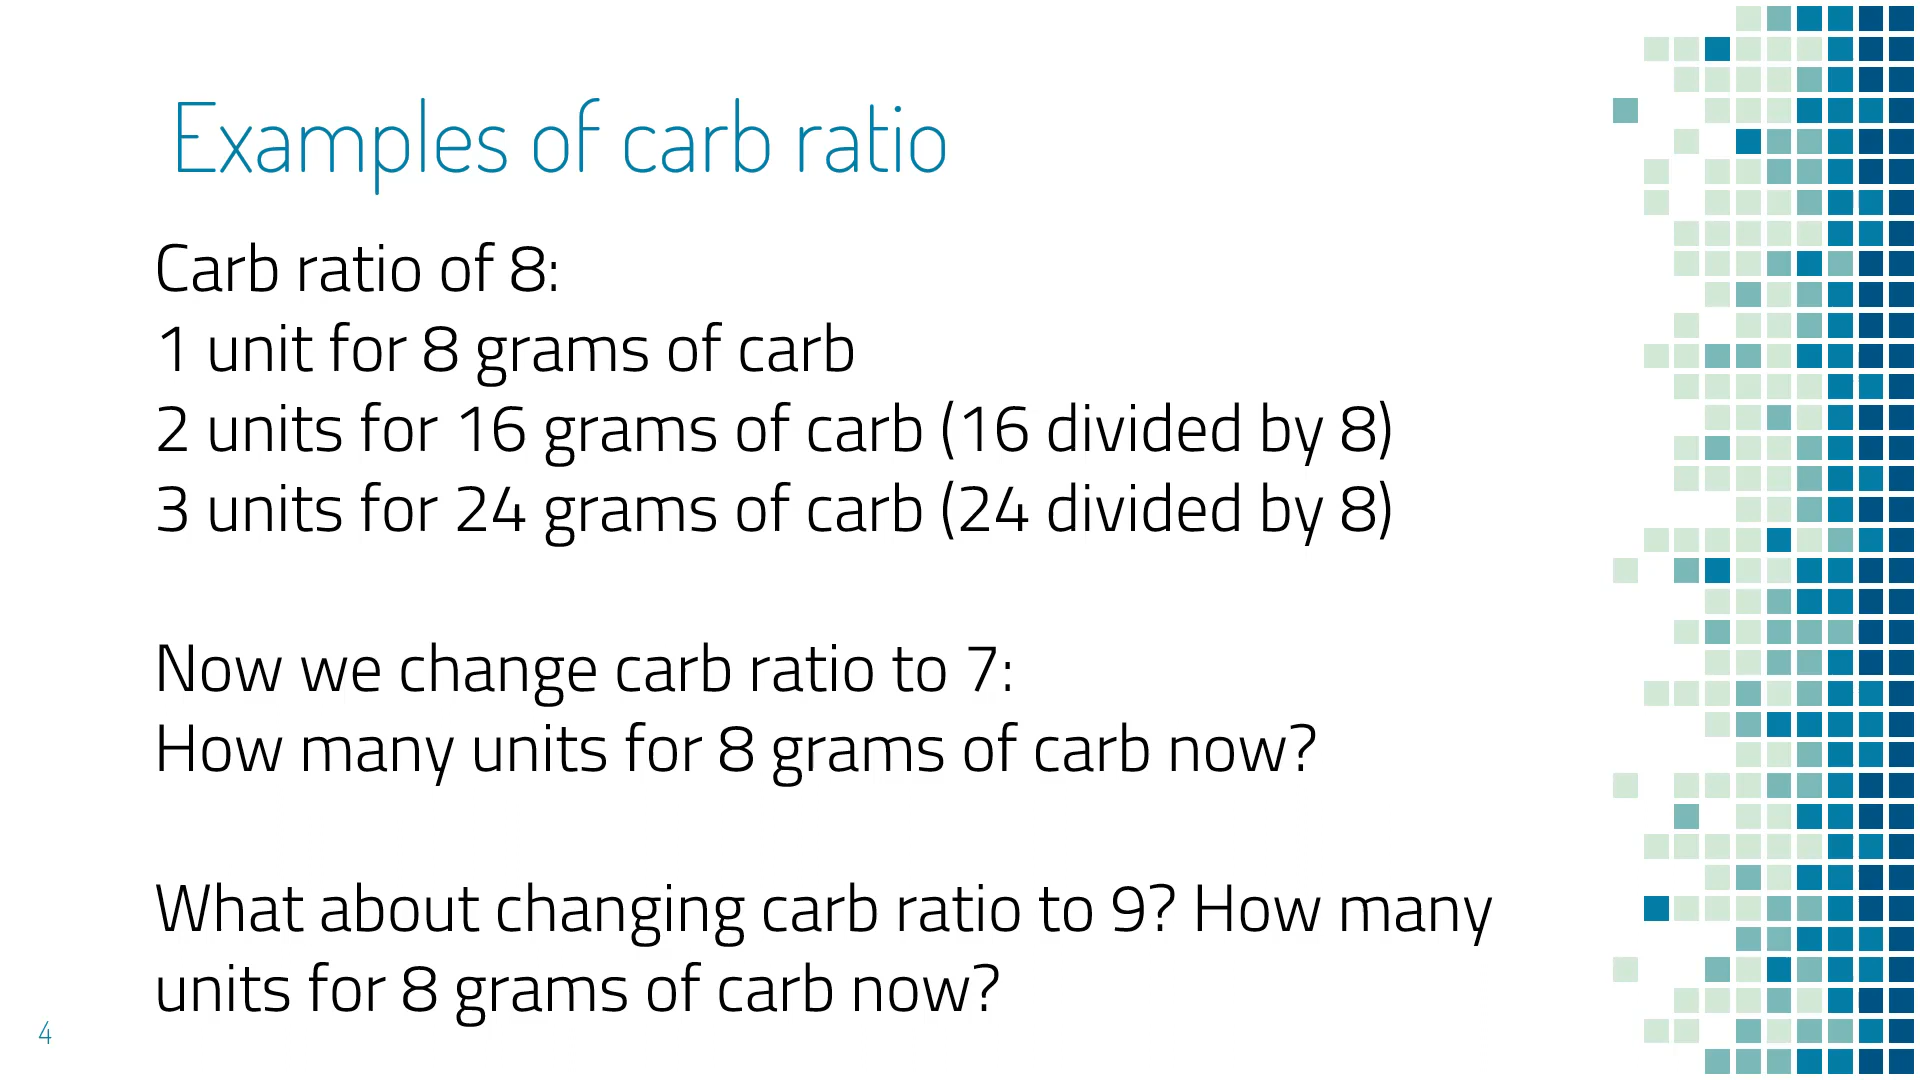 Examples of carb ratio
Carb ratio of 8:
1 unit for 8 grams of carb
2 units for 16 grams of carb (16 divided by 8)
3 units for 24 grams of carb (24 divided by 8)
Now we change carb ratio to 7:
How many units for 8 grams of carb now?
What about changing carb ratio to 9? How many
units for 8 grams of carb now?
4